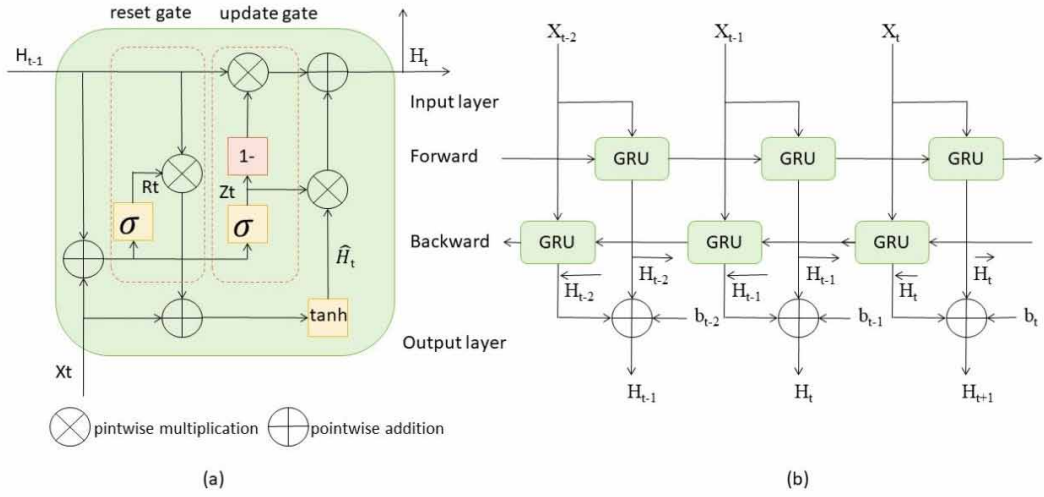 reset gate update gate
H_{t-1}
H_t
Rt
σ
1-
Zt
σ
Ĥ_t
tanh
Xt
pintwise multiplication pointwise addition
(a)
X_{t-2} X_{t-1} X_t
Input layer
Forward GRU GRU GRU
Backward GRU GRU GRU
H_{t-2} H_{t-2} H_{t-1} H_{t-1} H_t H_t
b_{t-2} b_{t-1} b_t
Output layer
H_{t-1} H_t H_{t+1}
(b)